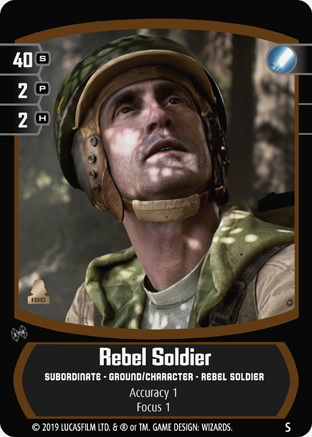 40 S
2 P
2 H
IDC
Rebel Soldier
SUBORDINATE - GROUND/CHARACTER - REBEL SOLDIER
Accuracy 1
Focus 1
© 2019 LUCASFILM LTD. & ® or TM. GAME DESIGN: WIZARDS.
S